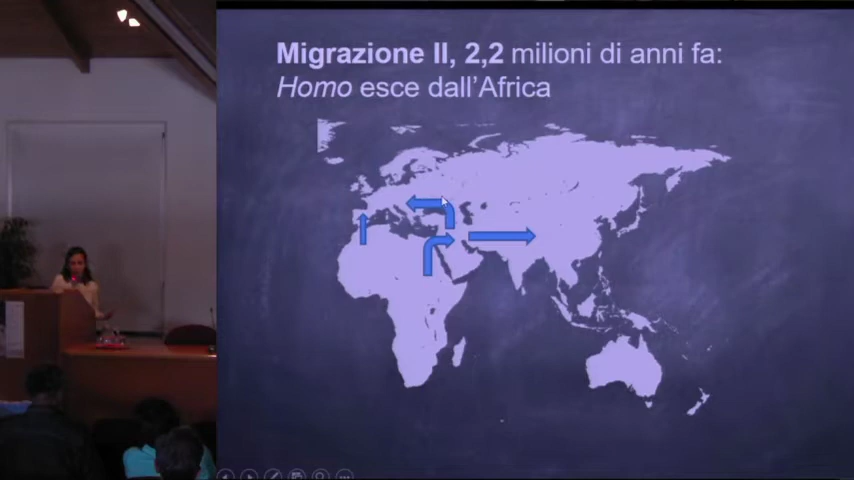 Migrazione II, 2,2 milioni di anni fa:
Homo esce dall'Africa